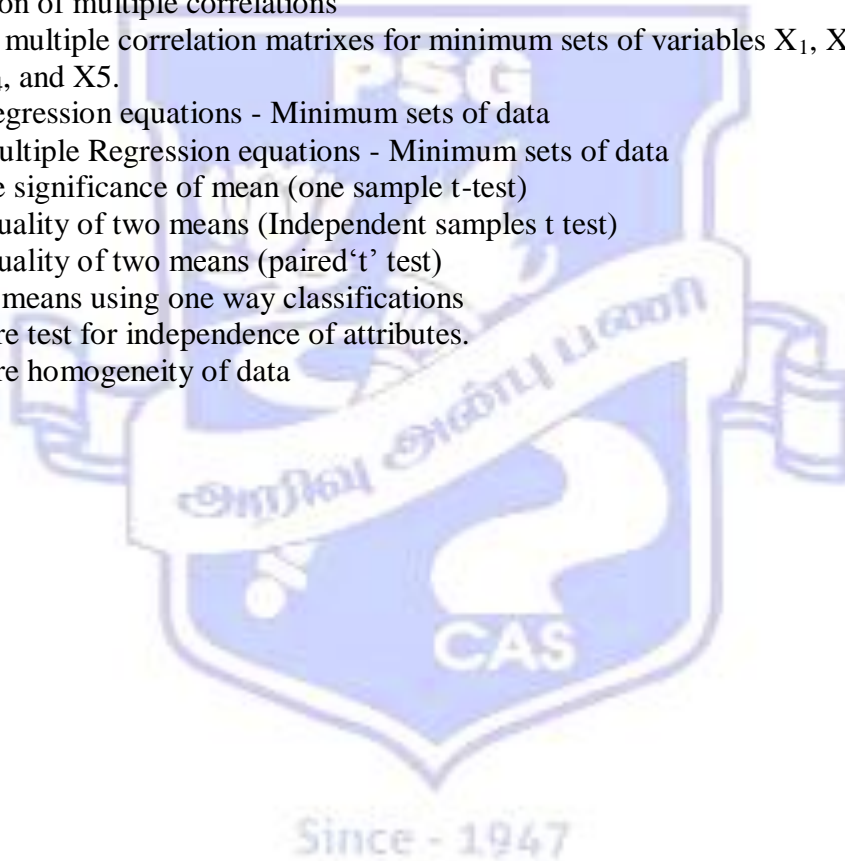 on of multiple correlations
multiple correlation matrixes for minimum sets of variables X₁, X
, and X5.
egression equations - Minimum sets of data
ultiple Regression equations - Minimum sets of data
e significance of mean (one sample t-test)
uality of two means (Independent samples t test)
uality of two means (paired‘t’ test)
means using one way classifications
re test for independence of attributes.
re homogeneity of data
PSG
அறிவு அன்பு பணி
CAS
Since - 1947